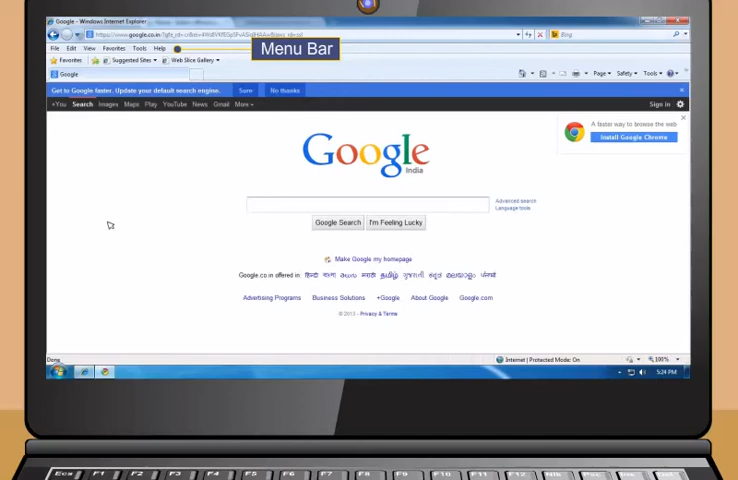 Google - Windows Internet Explorer
Bing
File Edit View Favorites Tools Help
Menu Bar
Favorites Suggested Sites Web Slice Gallery
Google
Page Safety Tools
Get to Google faster. Update your default search engine. Sure No thanks
+You Search Images Maps Play YouTube News Gmail More
Sign in
A faster way to browse the web
Install Google Chrome
Google
India
Advanced search
Language tools
Google Search I'm Feeling Lucky
Make Google my homepage
Google.co.in offered in: हिन्दी বাংলা తెలుగు मराठी தமிழ் ગુજરાતી ಕನ್ನಡ മലയാളം ਪੰਜਾਬੀ
Advertising Programs Business Solutions +Google About Google Google.com
© 2013 - Privacy & Terms
Done
Internet | Protected Mode: On
100%
5:24 PM
Esc F1 F2 F3 F4 F5 F6 F7 F8 F9 F10 F11 F12